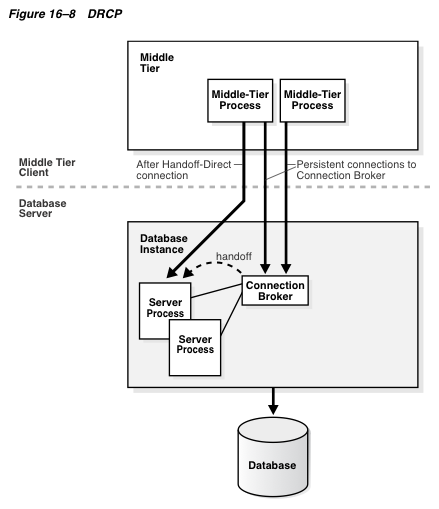 Figure 16–8 DRCP
Middle
Tier
Middle-Tier
Process
Middle-Tier
Process
Middle Tier
Client
After Handoff-Direct
connection
Persistent connections to
Connection Broker
Database
Server
Database
Instance
handoff
Connection
Broker
Server
Process
Server
Process
Database